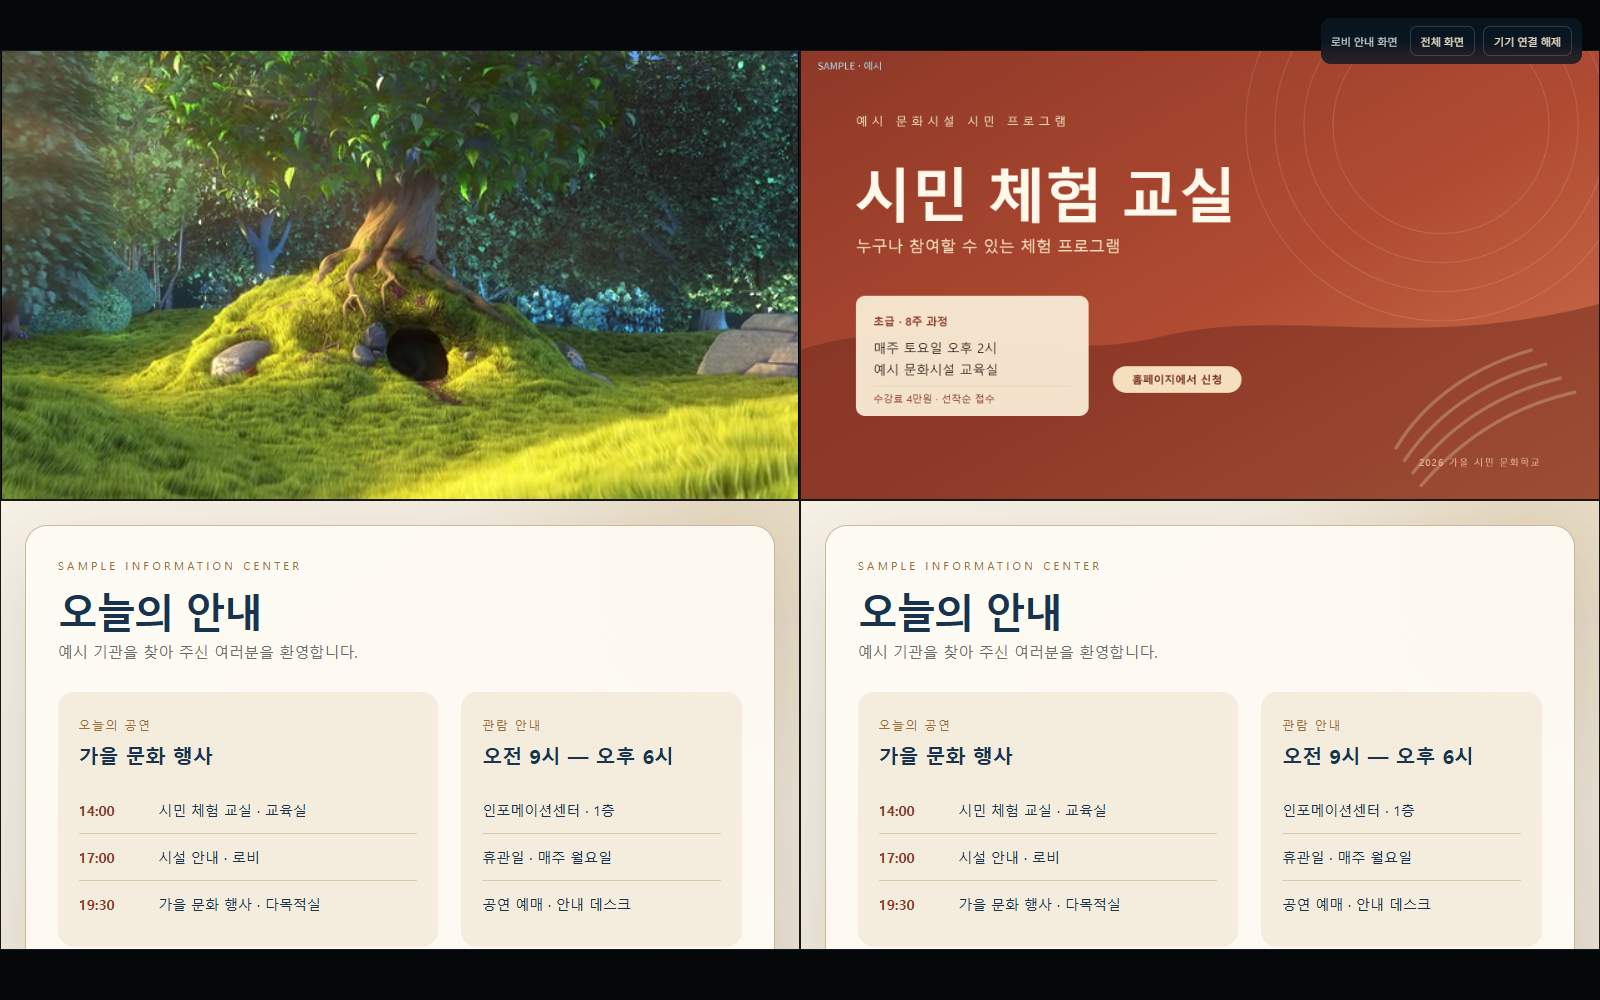 로비 안내 화면
전체 화면
기기 연결 해제
SAMPLE · 예시
예시 문화시설 시민 프로그램
시민 체험 교실
누구나 참여할 수 있는 체험 프로그램
초급 · 8주 과정
매주 토요일 오후 2시
예시 문화시설 교육실
수강료 4만원 · 선착순 접수
홈페이지에서 신청
2026 가을 시민 문화학교
SAMPLE INFORMATION CENTER
오늘의 안내
예시 기관을 찾아 주신 여러분을 환영합니다.
오늘의 공연
가을 문화 행사
14:00 시민 체험 교실 · 교육실
17:00 시설 안내 · 로비
19:30 가을 문화 행사 · 다목적실
관람 안내
오전 9시 — 오후 6시
인포메이션센터 · 1층
휴관일 · 매주 월요일
공연 예매 · 안내 데스크
SAMPLE INFORMATION CENTER
오늘의 안내
예시 기관을 찾아 주신 여러분을 환영합니다.
오늘의 공연
가을 문화 행사
14:00 시민 체험 교실 · 교육실
17:00 시설 안내 · 로비
19:30 가을 문화 행사 · 다목적실
관람 안내
오전 9시 — 오후 6시
인포메이션센터 · 1층
휴관일 · 매주 월요일
공연 예매 · 안내 데스크